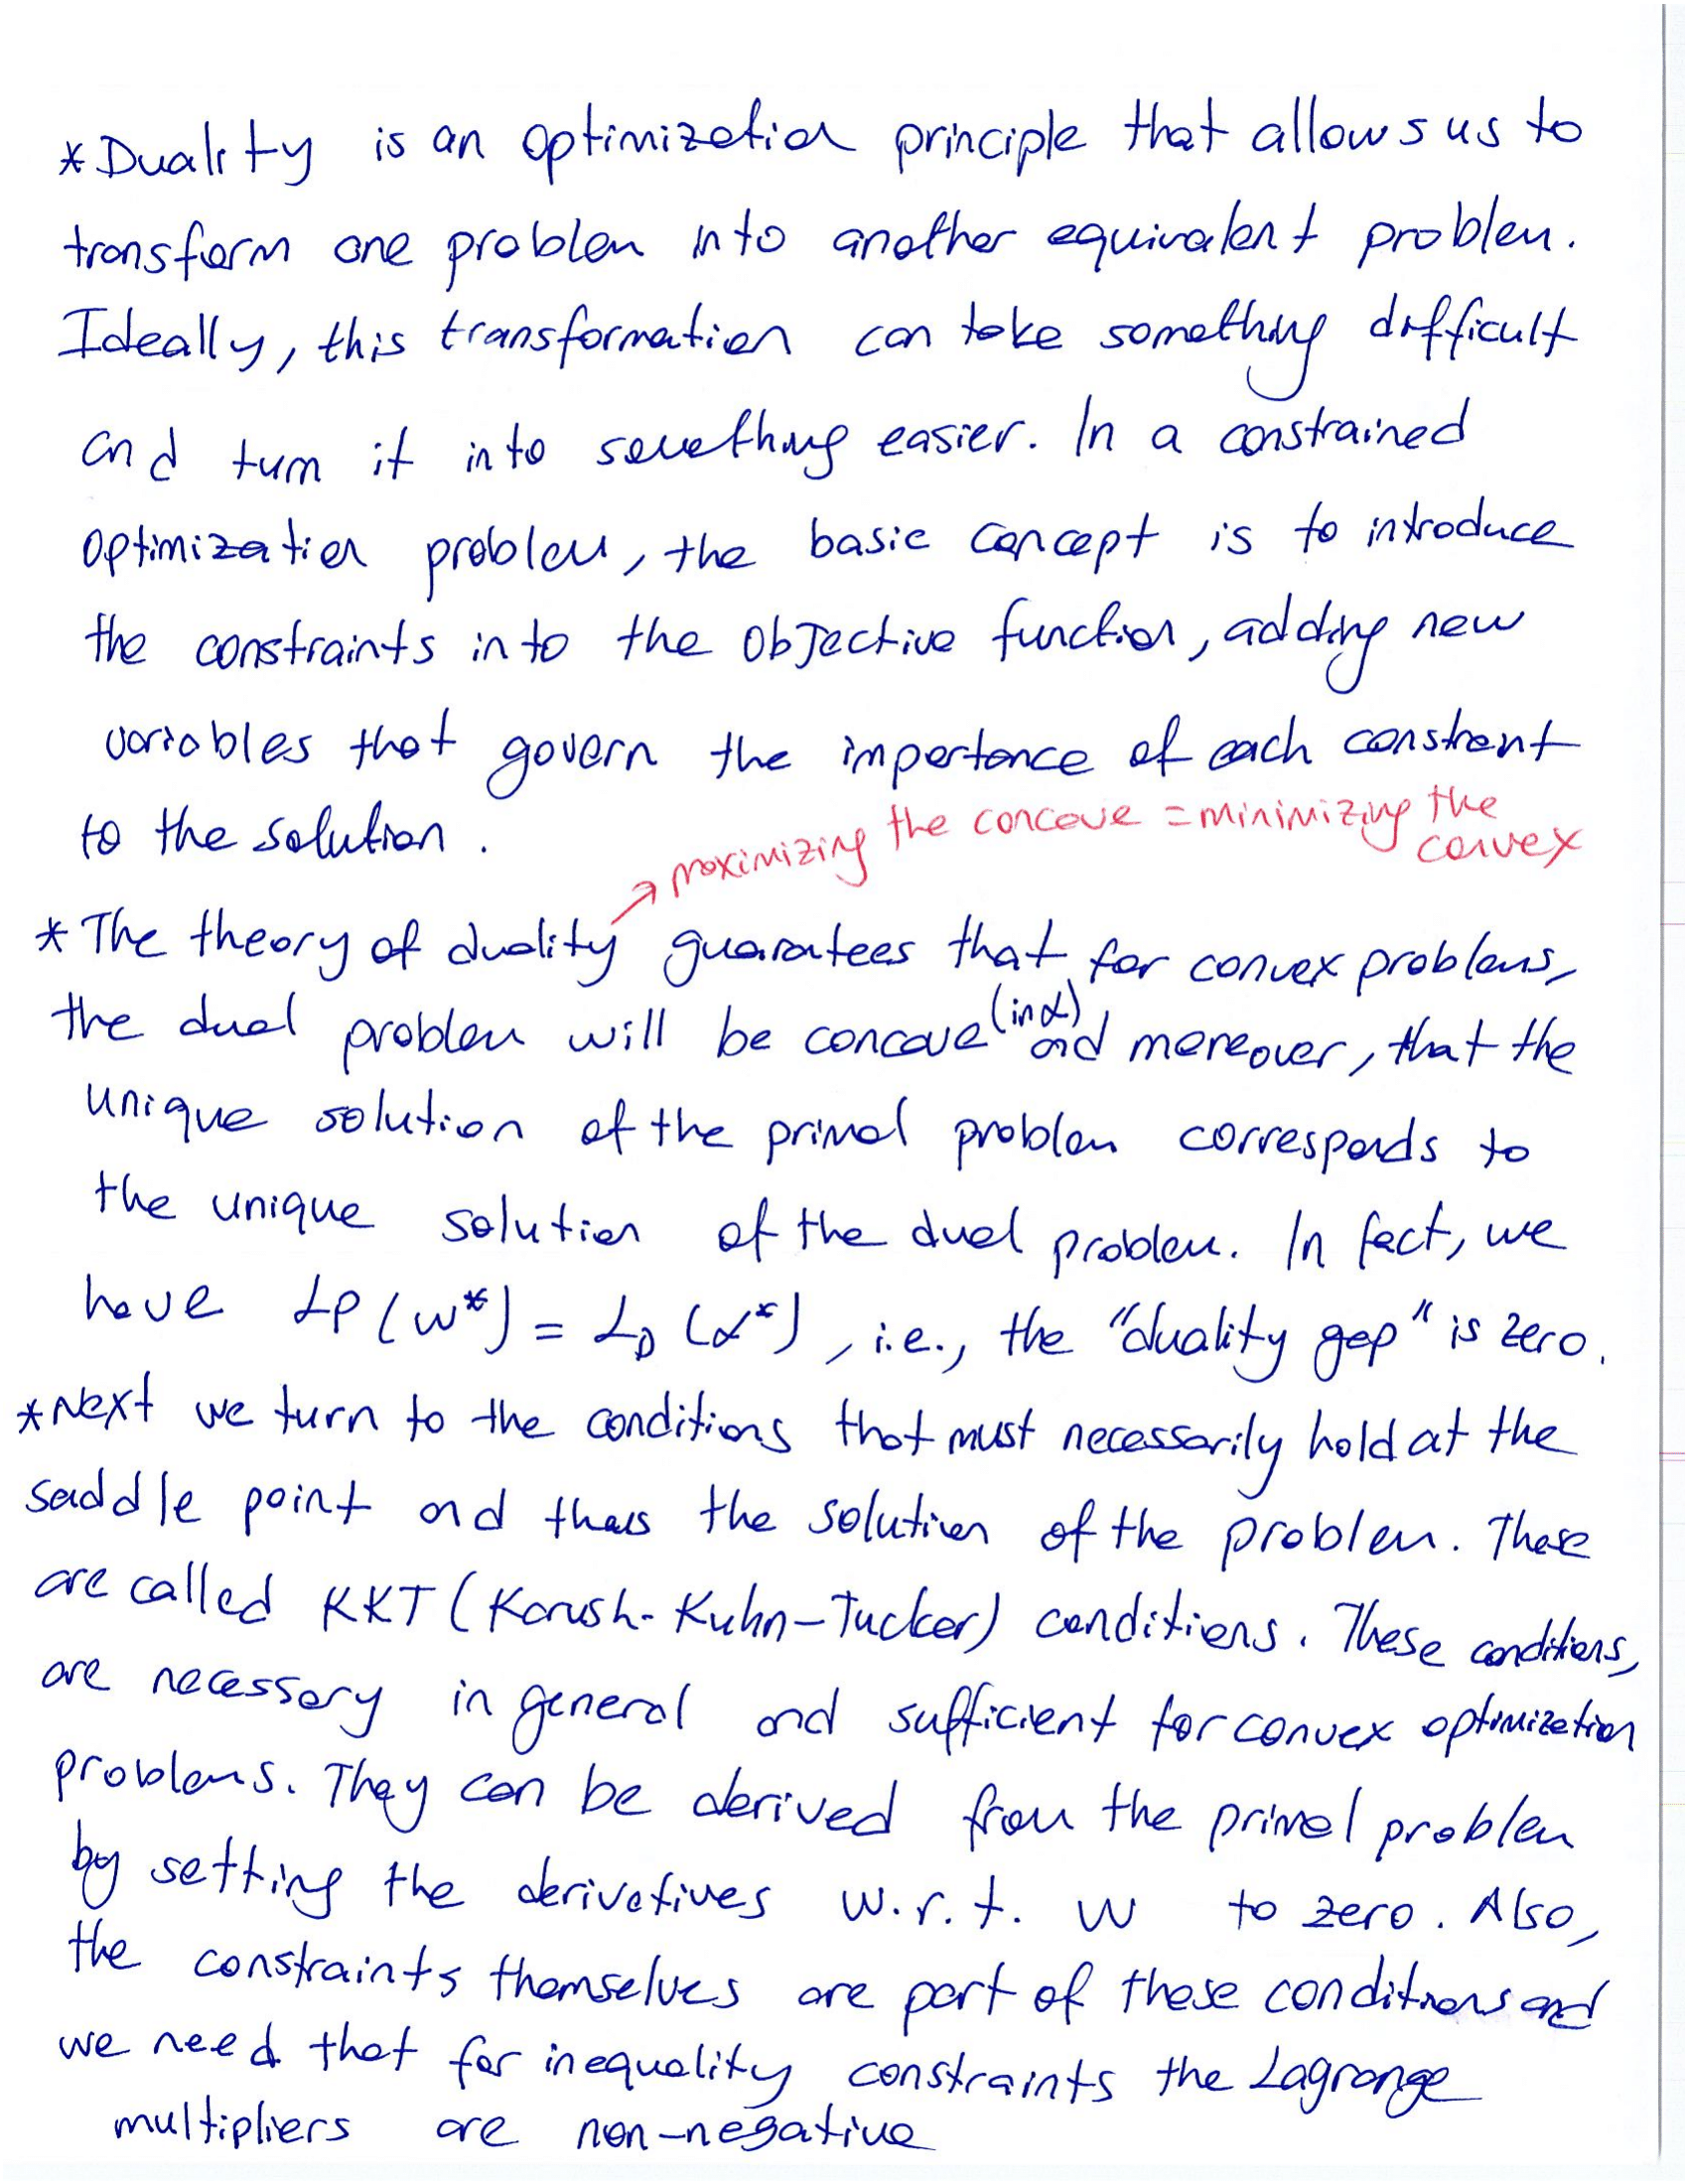 * Duality is an optimization principle that allows us to
transform one problem into another equivalent problem.
Ideally, this transformation can take something difficult
and turn it into something easier. In a constrained
optimization problem, the basic concept is to introduce
the constraints into the objective function, adding new
variables that govern the importance of each constraint
to the solution.
→ maximizing the concave = minimizing the
convex
* The theory of duality guarantees that for convex problems,
the dual problem will be concave (in α) and moreover, that the
unique solution of the primal problem corresponds to
the unique solution of the dual problem. In fact, we
have LP(w*) = L_D(α*), i.e., the "duality gap" is zero.
* Next we turn to the conditions that must necessarily hold at the
saddle point and thus the solution of the problem. These
are called KKT (Karush-Kuhn-Tucker) conditions. These conditions,
are necessary in general and sufficient for convex optimization
problems. They can be derived from the primal problem
by setting the derivatives w.r.t. w to zero. Also,
the constraints themselves are part of these conditions and
we need that for inequality constraints the Lagrange
multipliers are non-negative